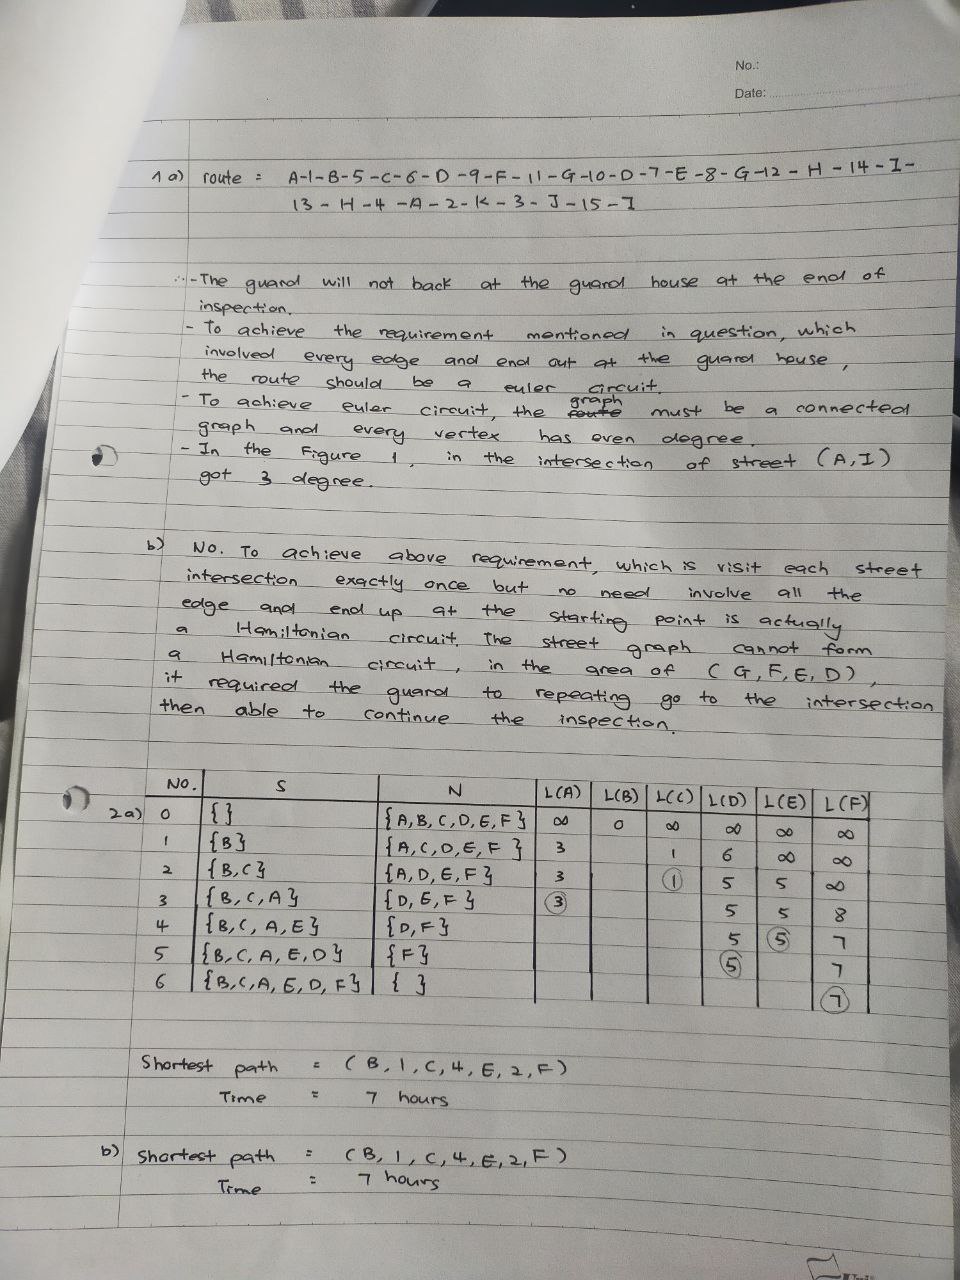 No.:
Date:
1 a) route = A-1-B-5-C-6-D-9-F-11-G-10-D-7-E-8-G-12-H-14-I-
13-H-4-A-2-K-3-J-15-I
∴ - The guard will not back at the guard house at the end of
inspection.
- To achieve the requirement mentioned in question, which
involved every edge and end out at the guard house,
the route should be a euler circuit.
graph
- To achieve euler circuit, the route must be a connected
graph and every vertex has even degree.
- In the Figure 1, in the intersection of street (A,I)
got 3 degree.
b) No. To achieve above requirement, which is visit each street
intersection exactly once but no need involve all the
edge and end up at the starting point is actually
a Hamiltonian circuit. The street graph cannot form
a Hamiltonian circuit, in the area of (G,F,E,D),
it required the guard to repeating go to the intersection
then able to continue the inspection.
No. S N L(A) L(B) L(C) L(D) L(E) L(F)
2a) 0 {} {A,B,C,D,E,F} ∞ 0 ∞ ∞ ∞ ∞
1 {B} {A,C,D,E,F} 3 1 6 ∞ ∞
2 {B,C} {A,D,E,F} 3 1 5 5 ∞
3 {B,C,A} {D,E,F} 3 5 5 8
4 {B,C,A,E} {D,F} 5 5 7
5 {B,C,A,E,D} {F} 5 7
6 {B,C,A,E,D,F} { } 7
Shortest path = (B,1,C,4,E,2,F)
Time = 7 hours
b) Shortest path = (B,1,C,4,E,2,F)
Time = 7 hours